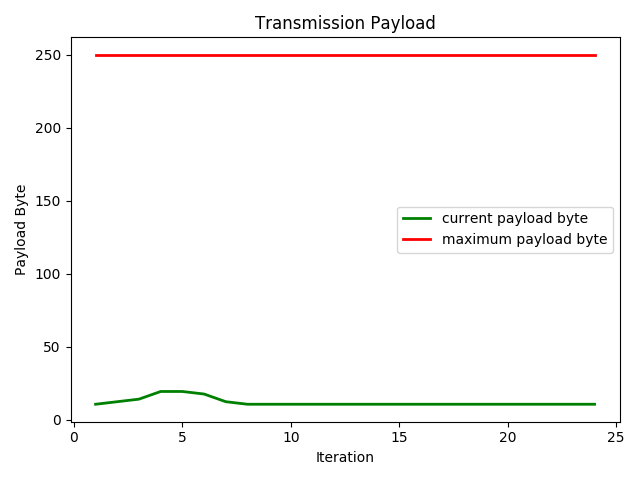 Transmission Payload
Payload Byte
250
200
150
100
50
0
current payload byte
maximum payload byte
0 5 10 15 20 25
Iteration